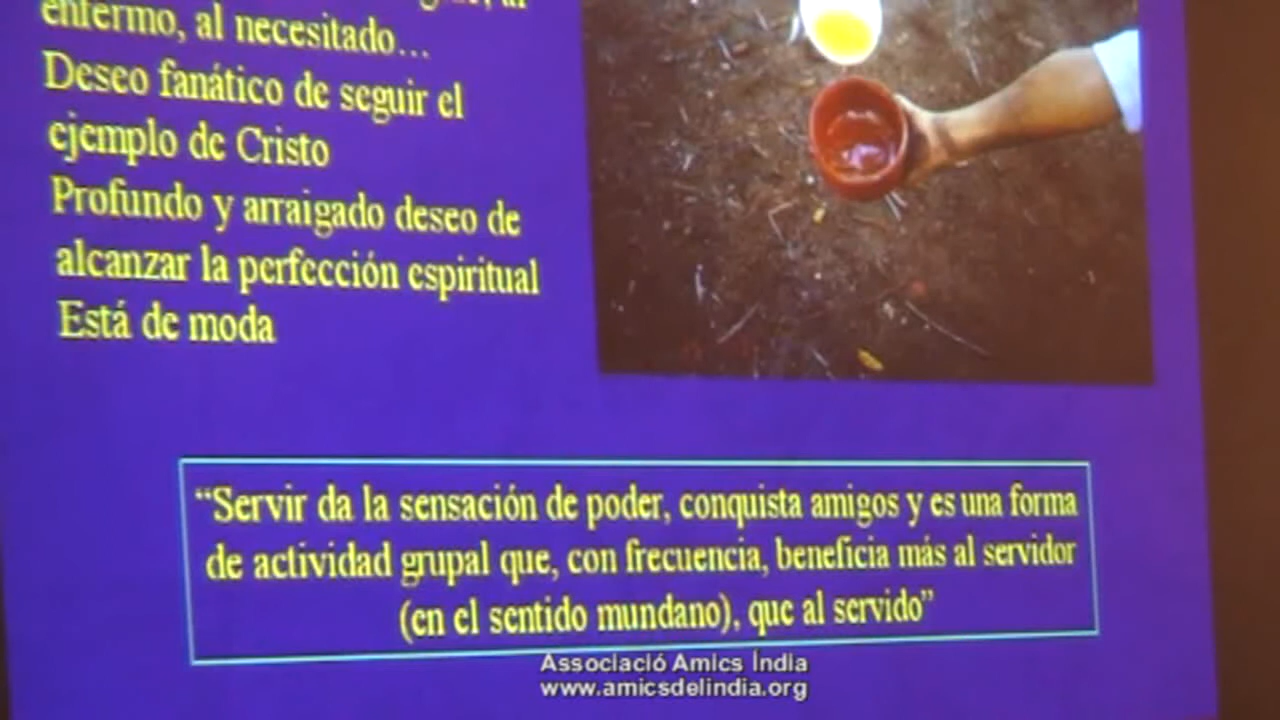 enfermo, al necesitado...
Deseo fanático de seguir el
ejemplo de Cristo
Profundo y arraigado deseo de
alcanzar la perfección espiritual
Está de moda
“Servir da la sensación de poder, conquista amigos y es una forma
de actividad grupal que, con frecuencia, beneficia más al servidor
(en el sentido mundano), que al servido”
Associació Amics Índia
www.amicsdelindia.org